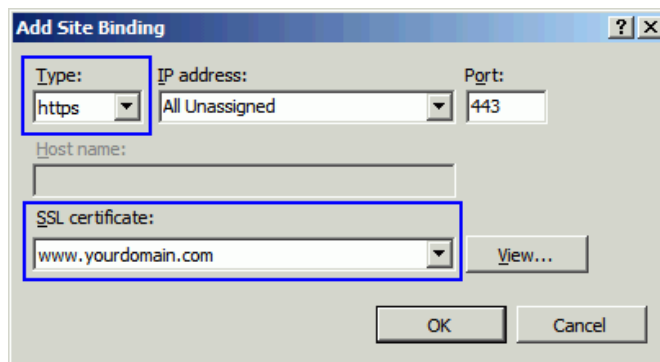 Add Site Binding ? X
Type: IP address: Port:
https All Unassigned 443
Host name:
SSL certificate:
www.yourdomain.com View...
OK Cancel